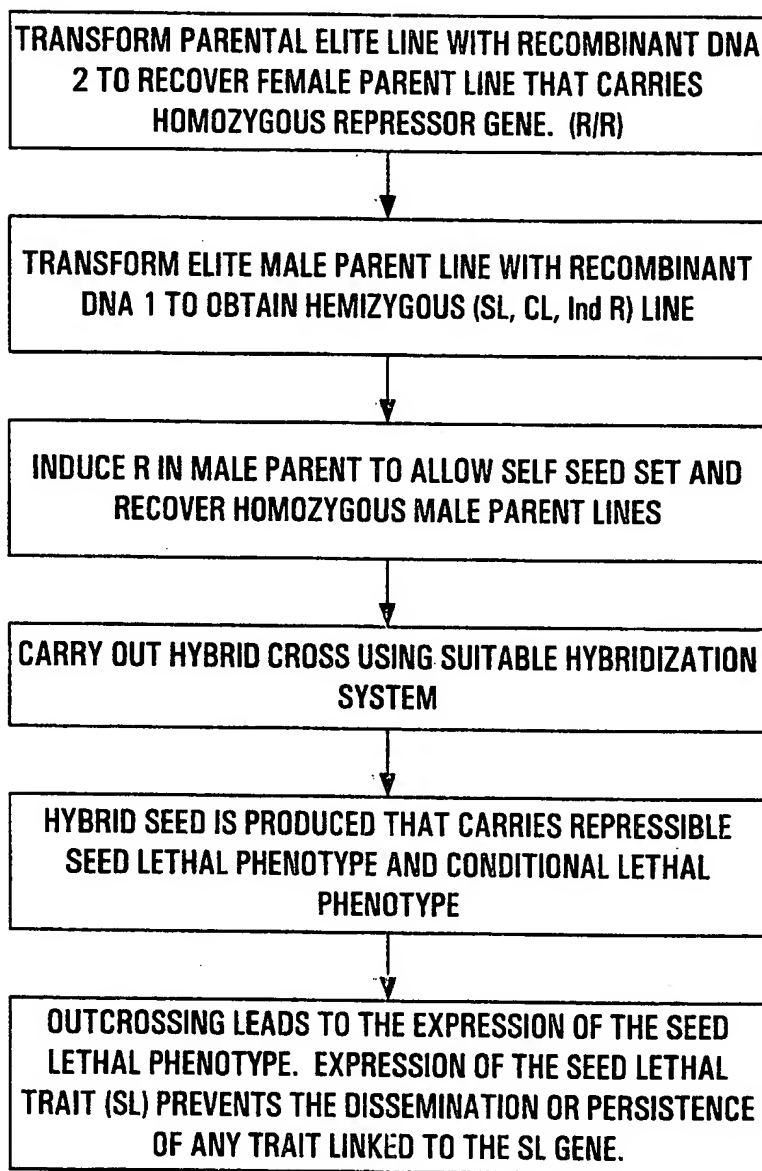 TRANSFORM PARENTAL ELITE LINE WITH RECOMBINANT DNA
2 TO RECOVER FEMALE PARENT LINE THAT CARRIES
HOMOZYGOUS REPRESSOR GENE. (R/R)
TRANSFORM ELITE MALE PARENT LINE WITH RECOMBINANT
DNA 1 TO OBTAIN HEMIZYGOUS (SL, CL, Ind R) LINE
INDUCE R IN MALE PARENT TO ALLOW SELF SEED SET AND
RECOVER HOMOZYGOUS MALE PARENT LINES
CARRY OUT HYBRID CROSS USING SUITABLE HYBRIDIZATION
SYSTEM
HYBRID SEED IS PRODUCED THAT CARRIES REPRESSIBLE
SEED LETHAL PHENOTYPE AND CONDITIONAL LETHAL
PHENOTYPE
OUTCROSSING LEADS TO THE EXPRESSION OF THE SEED
LETHAL PHENOTYPE. EXPRESSION OF THE SEED LETHAL
TRAIT (SL) PREVENTS THE DISSEMINATION OR PERSISTENCE
OF ANY TRAIT LINKED TO THE SL GENE.